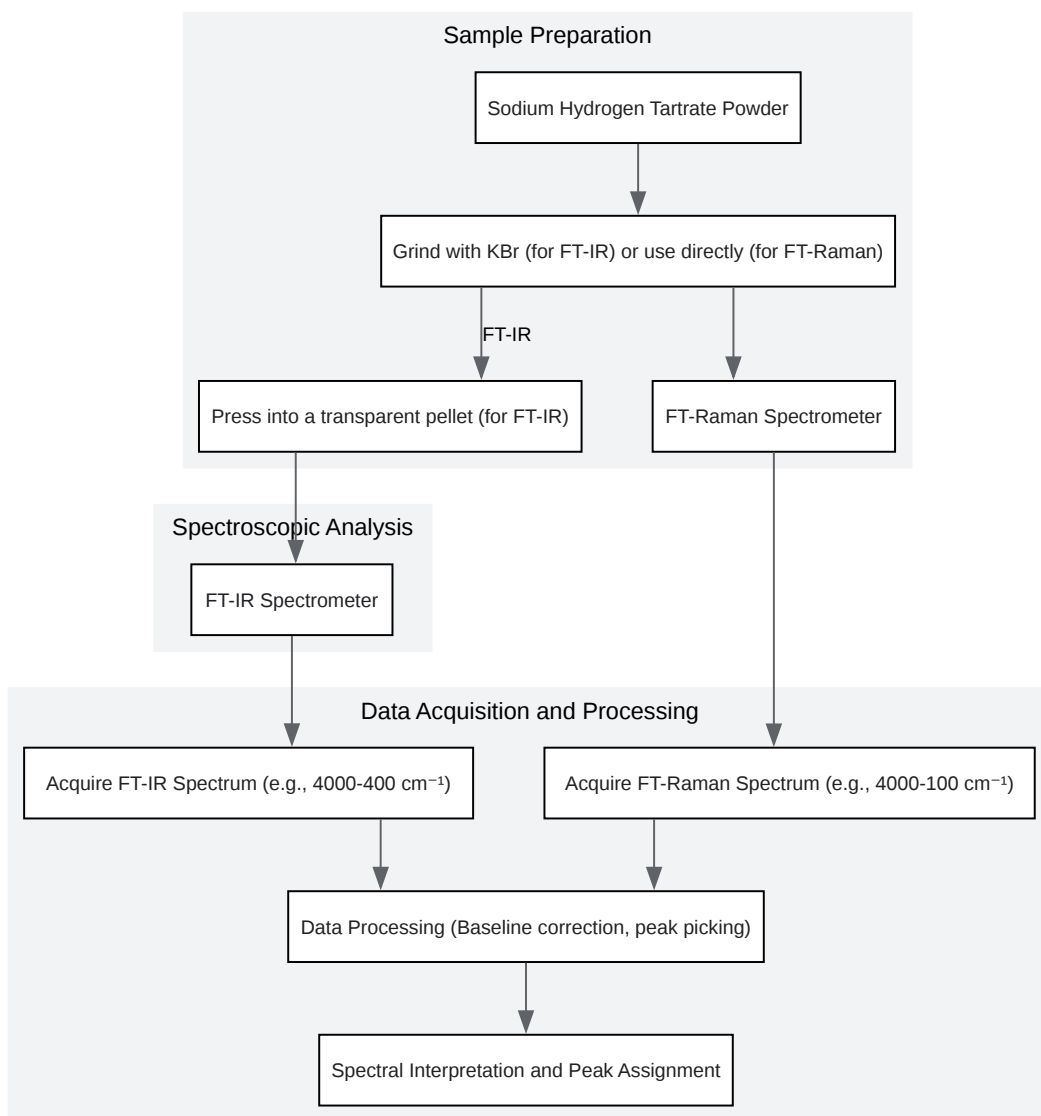 Sample Preparation
Sodium Hydrogen Tartrate Powder
Grind with KBr (for FT-IR) or use directly (for FT-Raman)
FT-IR
Press into a transparent pellet (for FT-IR)
FT-Raman Spectrometer
Spectroscopic Analysis
FT-IR Spectrometer
Data Acquisition and Processing
Acquire FT-IR Spectrum (e.g., 4000-400 cm⁻¹)
Acquire FT-Raman Spectrum (e.g., 4000-100 cm⁻¹)
Data Processing (Baseline correction, peak picking)
Spectral Interpretation and Peak Assignment